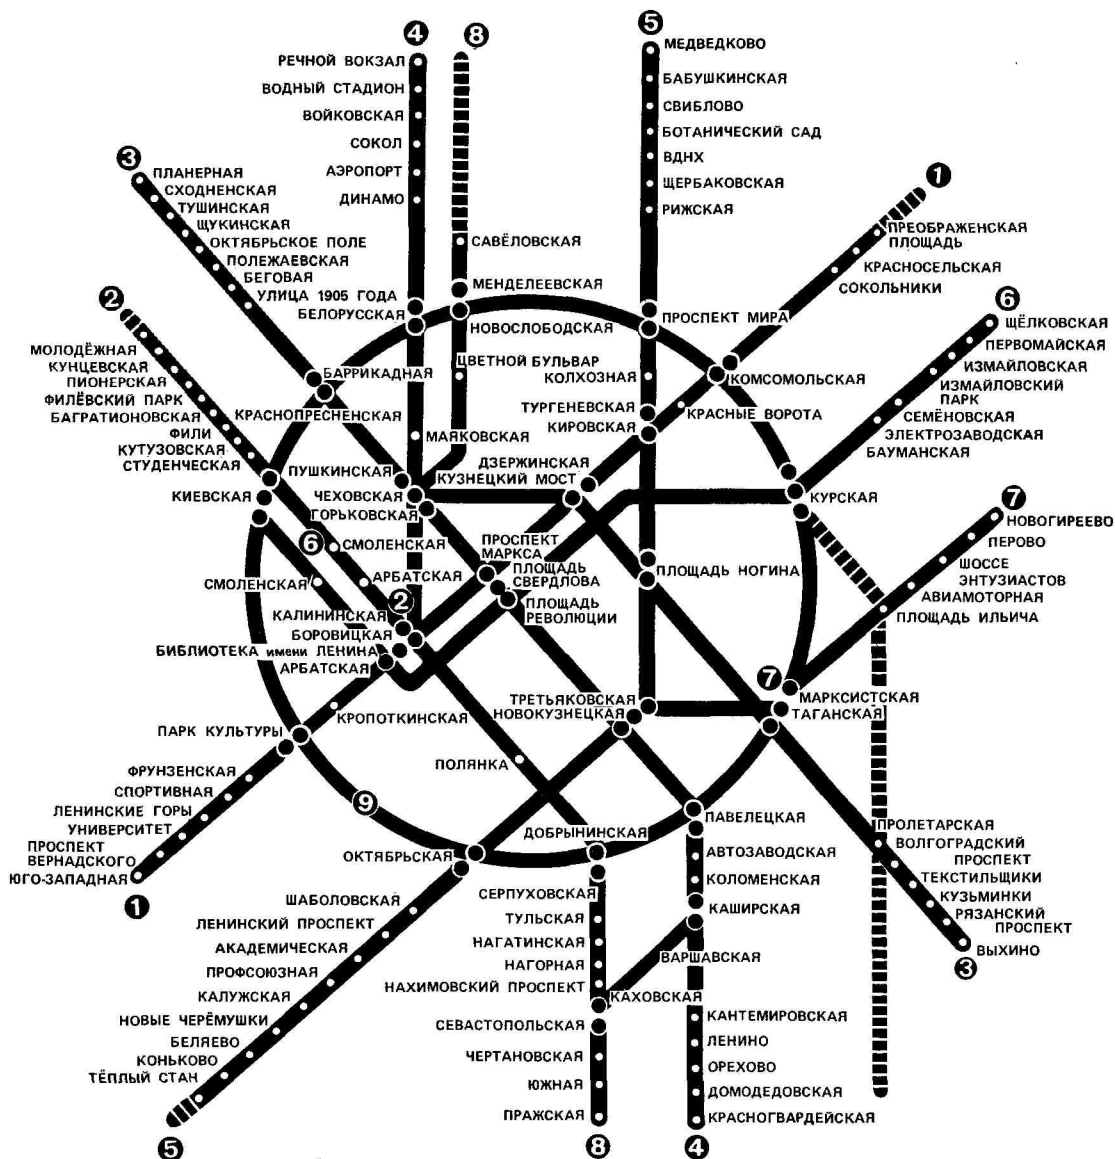 4
8
5
РЕЧНОЙ ВОКЗАЛ
ВОДНЫЙ СТАДИОН
ВОЙКОВСКАЯ
СОКОЛ
АЭРОПОРТ
ДИНАМО
МЕДВЕДКОВО
БАБУШКИНСКАЯ
СВИБЛОВО
БОТАНИЧЕСКИЙ САД
ВДНХ
ЩЕРБАКОВСКАЯ
РИЖСКАЯ
3
ПЛАНЕРНАЯ
СХОДНЕНСКАЯ
ТУШИНСКАЯ
ЩУКИНСКАЯ
ОКТЯБРЬСКОЕ ПОЛЕ
ПОЛЕЖАЕВСКАЯ
БЕГОВАЯ
УЛИЦА 1905 ГОДА
БЕЛОРУССКАЯ
САВЁЛОВСКАЯ
МЕНДЕЛЕЕВСКАЯ
НОВОСЛОБОДСКАЯ
ЦВЕТНОЙ БУЛЬВАР
1
ПРЕОБРАЖЕНСКАЯ
ПЛОЩАДЬ
КРАСНОСЕЛЬСКАЯ
СОКОЛЬНИКИ
ПРОСПЕКТ МИРА
КОМСОМОЛЬСКАЯ
КРАСНЫЕ ВОРОТА
КОЛХОЗНАЯ
ТУРГЕНЕВСКАЯ
КИРОВСКАЯ
ДЗЕРЖИНСКАЯ
КУЗНЕЦКИЙ МОСТ
6
ЩЁЛКОВСКАЯ
ПЕРВОМАЙСКАЯ
ИЗМАЙЛОВСКАЯ
ИЗМАЙЛОВСКИЙ
ПАРК
СЕМЁНОВСКАЯ
ЭЛЕКТРОЗАВОДСКАЯ
БАУМАНСКАЯ
КУРСКАЯ
2
МОЛОДЁЖНАЯ
КУНЦЕВСКАЯ
ПИОНЕРСКАЯ
ФИЛЁВСКИЙ ПАРК
БАГРАТИОНОВСКАЯ
ФИЛИ
КУТУЗОВСКАЯ
СТУДЕНЧЕСКАЯ
КИЕВСКАЯ
БАРРИКАДНАЯ
КРАСНОПРЕСНЕНСКАЯ
МАЯКОВСКАЯ
ПУШКИНСКАЯ
ЧЕХОВСКАЯ
ГОРЬКОВСКАЯ
6
СМОЛЕНСКАЯ
СМОЛЕНСКАЯ
АРБАТСКАЯ
ПРОСПЕКТ
МАРКСА
ПЛОЩАДЬ
СВЕРДЛОВА
ПЛОЩАДЬ
РЕВОЛЮЦИИ
ПЛОЩАДЬ НОГИНА
2
КАЛИНИНСКАЯ
БОРОВИЦКАЯ
БИБЛИОТЕКА имени ЛЕНИНА
АРБАТСКАЯ
7
НОВОГИРЕЕВО
ПЕРОВО
ШОССЕ
ЭНТУЗИАСТОВ
АВИАМОТОРНАЯ
ПЛОЩАДЬ ИЛЬИЧА
7
МАРКСИСТСКАЯ
ТАГАНСКАЯ
ТРЕТЬЯКОВСКАЯ
НОВОКУЗНЕЦКАЯ
КРОПОТКИНСКАЯ
ПАРК КУЛЬТУРЫ
ФРУНЗЕНСКАЯ
СПОРТИВНАЯ
ЛЕНИНСКИЕ ГОРЫ
УНИВЕРСИТЕТ
ПРОСПЕКТ
ВЕРНАДСКОГО
ЮГО-ЗАПАДНАЯ
1
ПОЛЯНКА
9
ДОБРЫНИНСКАЯ
ПАВЕЛЕЦКАЯ
ОКТЯБРЬСКАЯ
ШАБОЛОВСКАЯ
ЛЕНИНСКИЙ ПРОСПЕКТ
АКАДЕМИЧЕСКАЯ
ПРОФСОЮЗНАЯ
КАЛУЖСКАЯ
НОВЫЕ ЧЕРЁМУШКИ
БЕЛЯЕВО
КОНЬКОВО
ТЁПЛЫЙ СТАН
5
СЕРПУХОВСКАЯ
ТУЛЬСКАЯ
НАГАТИНСКАЯ
НАГОРНАЯ
НАХИМОВСКИЙ ПРОСПЕКТ
СЕВАСТОПОЛЬСКАЯ
ЧЕРТАНОВСКАЯ
ЮЖНАЯ
ПРАЖСКАЯ
8
АВТОЗАВОДСКАЯ
КОЛОМЕНСКАЯ
КАШИРСКАЯ
ВАРШАВСКАЯ
КАХОВСКАЯ
КАНТЕМИРОВСКАЯ
ЛЕНИНО
ОРЕХОВО
ДОМОДЕДОВСКАЯ
КРАСНОГВАРДЕЙСКАЯ
4
ПРОЛЕТАРСКАЯ
ВОЛГОГРАДСКИЙ
ПРОСПЕКТ
ТЕКСТИЛЬЩИКИ
КУЗЬМИНКИ
РЯЗАНСКИЙ
ПРОСПЕКТ
ВЫХИНО
3